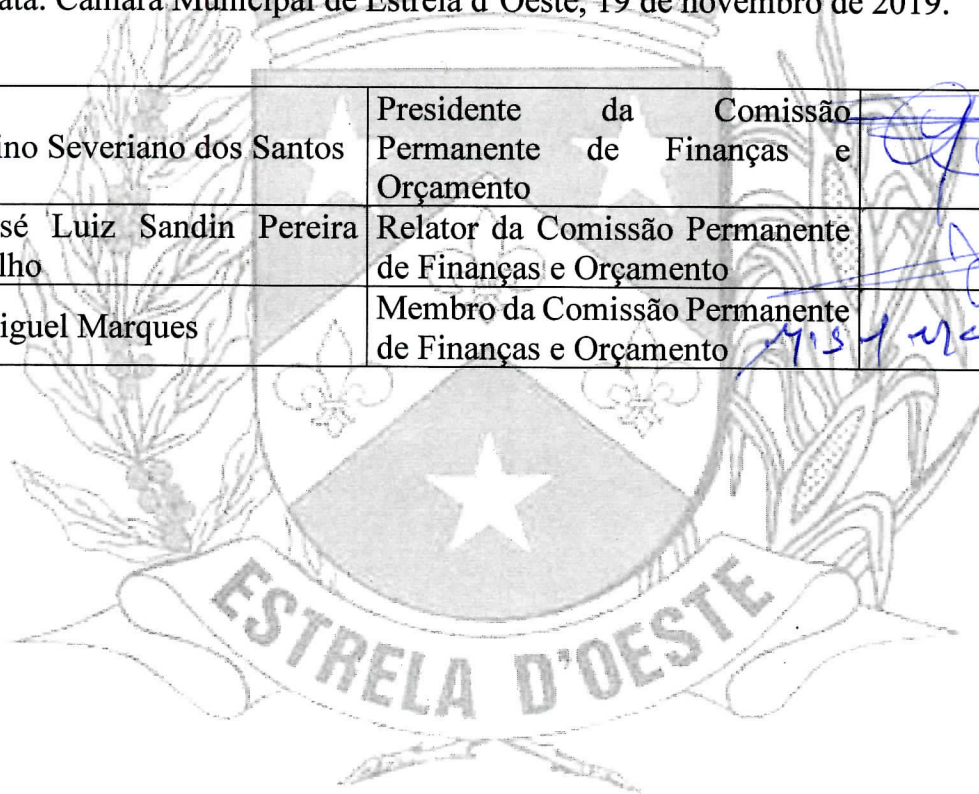 ata. Câmara Municipal de Estrela d'Oeste, 19 de novembro de 2019.
ino Severiano dos Santos
Presidente da Comissão
Permanente de Finanças e
Orçamento
sé Luiz Sandin Pereira
lho
Relator da Comissão Permanente
de Finanças e Orçamento
iguel Marques
Membro da Comissão Permanente
de Finanças e Orçamento
ESTRELA D'OESTE